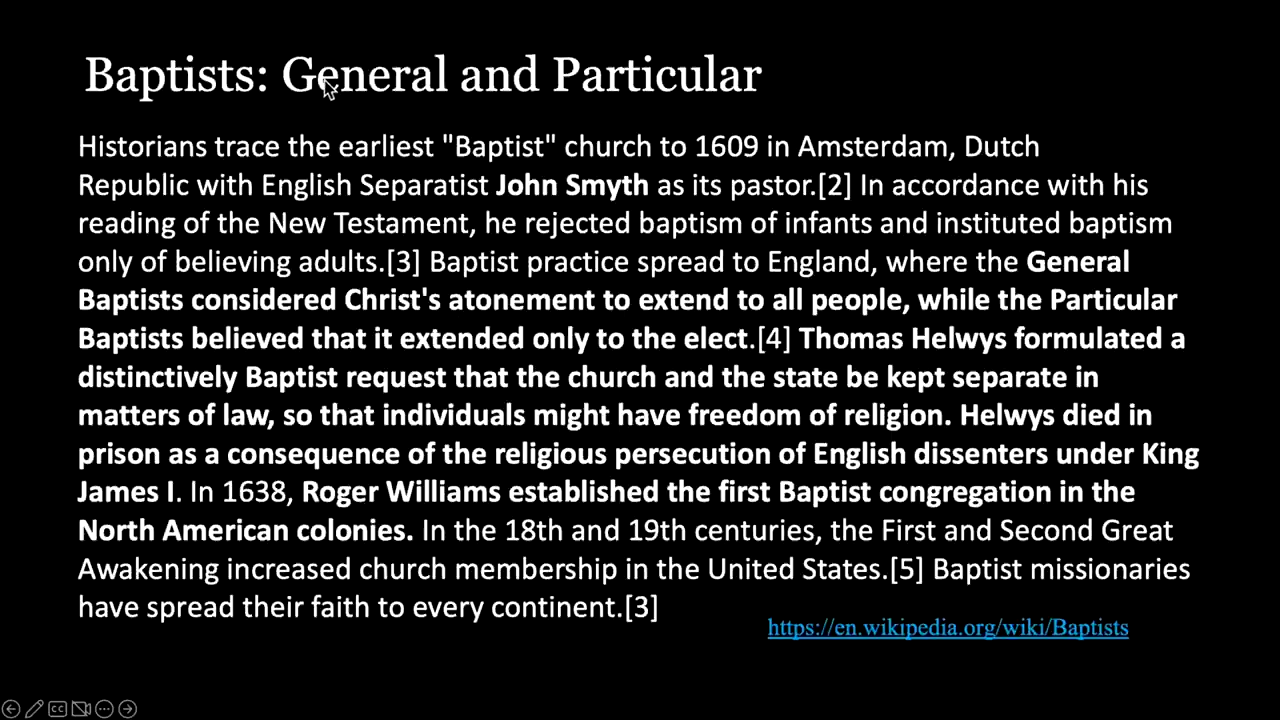 Baptists: General and Particular
Historians trace the earliest "Baptist" church to 1609 in Amsterdam, Dutch
Republic with English Separatist John Smyth as its pastor.[2] In accordance with his
reading of the New Testament, he rejected baptism of infants and instituted baptism
only of believing adults.[3] Baptist practice spread to England, where the General
Baptists considered Christ's atonement to extend to all people, while the Particular
Baptists believed that it extended only to the elect.[4] Thomas Helwys formulated a
distinctively Baptist request that the church and the state be kept separate in
matters of law, so that individuals might have freedom of religion. Helwys died in
prison as a consequence of the religious persecution of English dissenters under King
James I. In 1638, Roger Williams established the first Baptist congregation in the
North American colonies. In the 18th and 19th centuries, the First and Second Great
Awakening increased church membership in the United States.[5] Baptist missionaries
have spread their faith to every continent.[3]
https://en.wikipedia.org/wiki/Baptists
CC